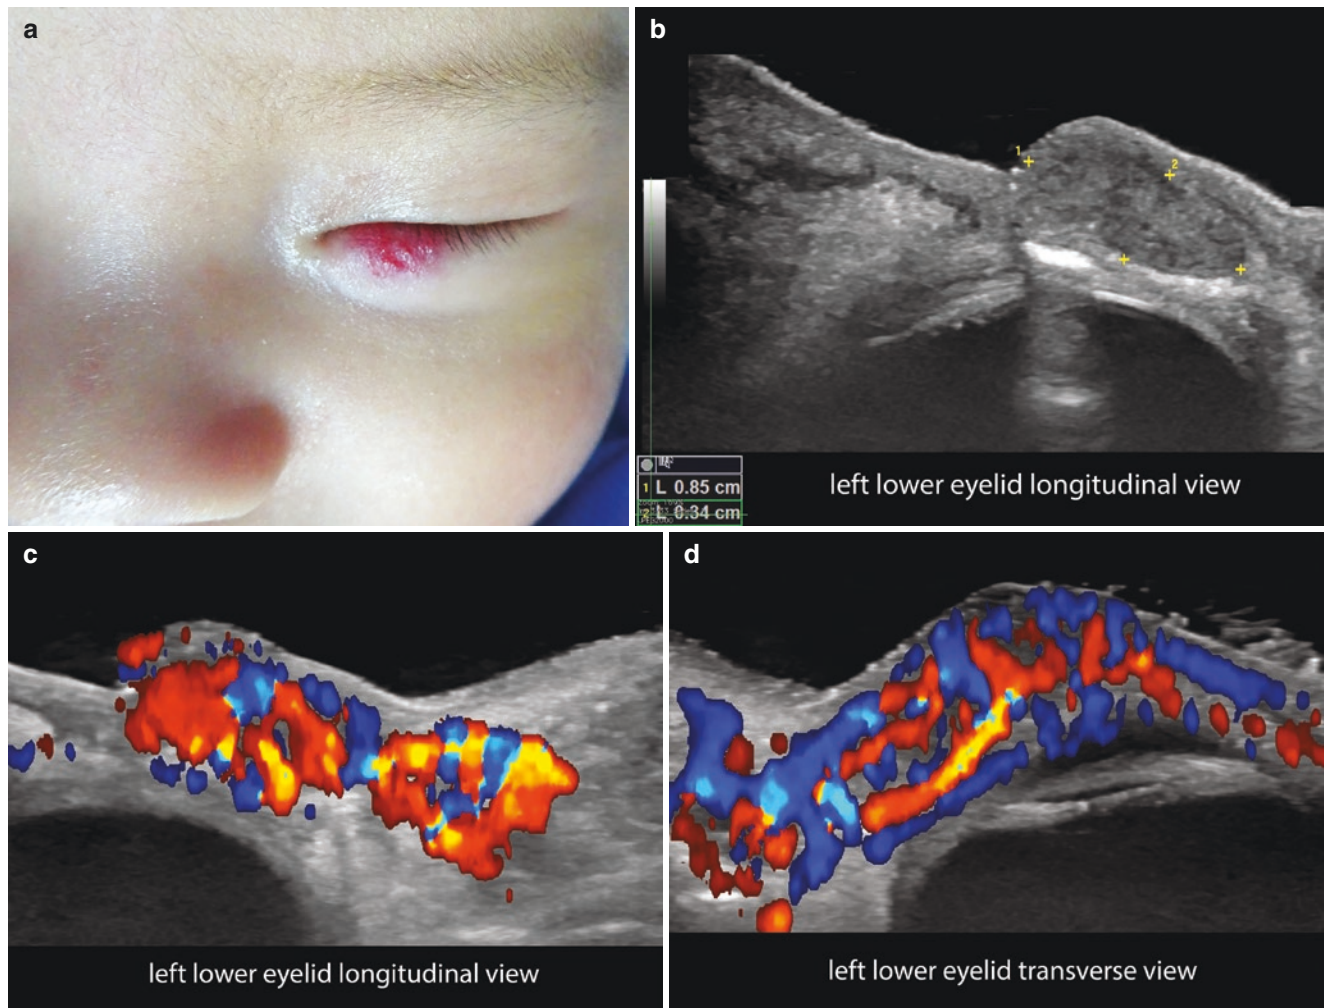 a
b
1
2
1 L 0.85 cm
2 L 0.34 cm
left lower eyelid longitudinal view
c
left lower eyelid longitudinal view
d
left lower eyelid transverse view